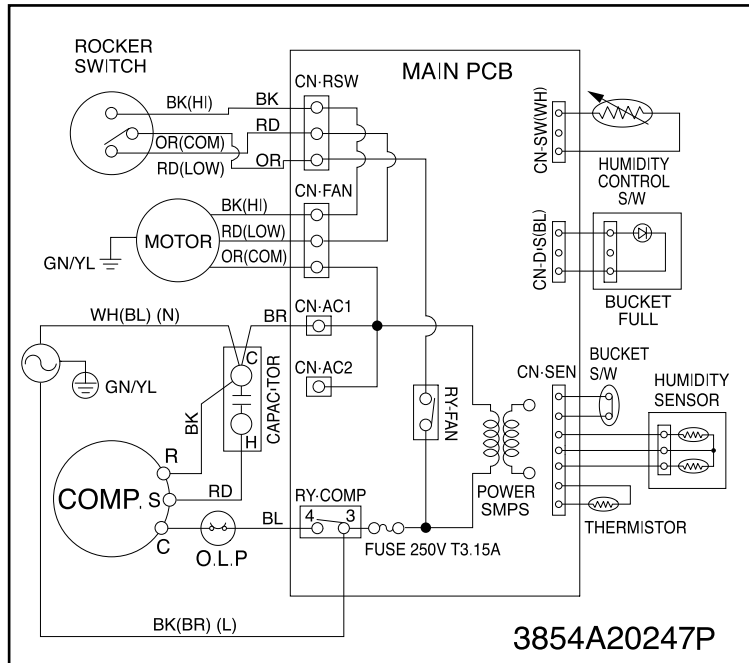 ROCKER
SWITCH
MAIN PCB
CN-RSW
BK(HI)
BK
RD
OR(COM)
RD(LOW)
OR
CN-SW(WH)
HUMIDITY
CONTROL
S/W
CN-FAN
BK(HI)
RD(LOW)
OR(COM)
MOTOR
GN/YL
CN-DIS(BL)
BUCKET
FULL
WH(BL) (N)
BR
CN-AC1
CN-AC2
GN/YL
C
H
CAPACITOR
BK
RY-FAN
CN-SEN
BUCKET
S/W
HUMIDITY
SENSOR
COMP.
R
S
C
RD
BL
O.L.P
RY-COMP
4 3
FUSE 250V T3.15A
POWER
SMPS
THERMISTOR
BK(BR) (L)
3854A20247P